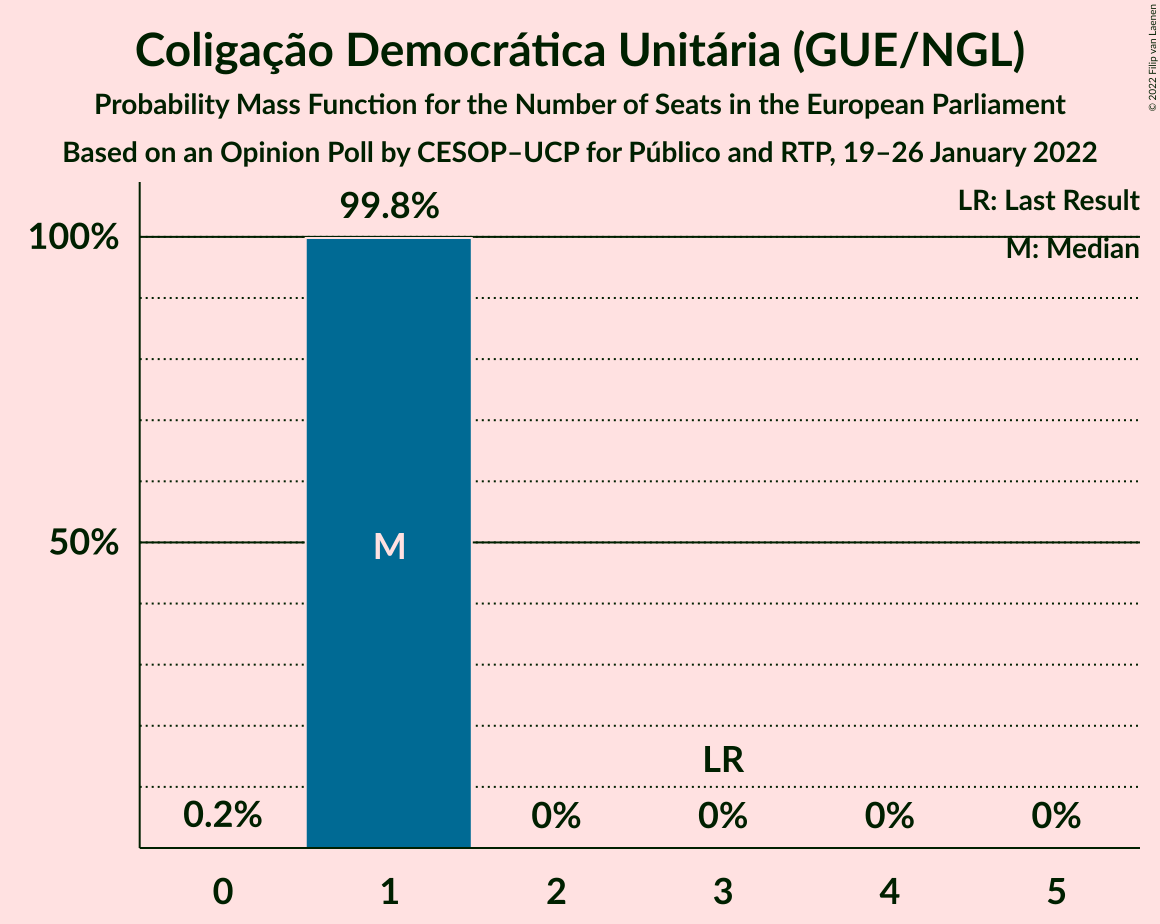 Coligação Democrática Unitária (GUE/NGL)
Probability Mass Function for the Number of Seats in the European Parliament
Based on an Opinion Poll by CESOP–UCP for Público and RTP, 19–26 January 2022
© 2022 Filip van Laenen
LR: Last Result
M: Median
99.8%
100%
50%
M
LR
0.2%
0%
0%
0%
0%
0
1
2
3
4
5